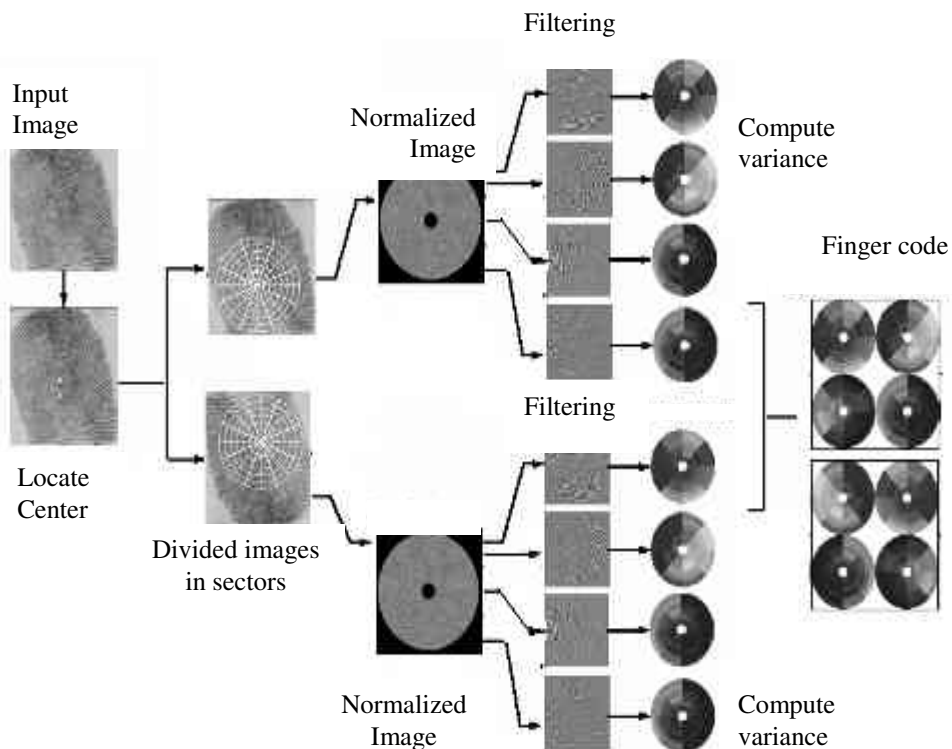 Filtering
Input
Image
Normalized
Image
Compute
variance
Finger code
Filtering
Locate
Center
Divided images
in sectors
Normalized
Image
Compute
variance